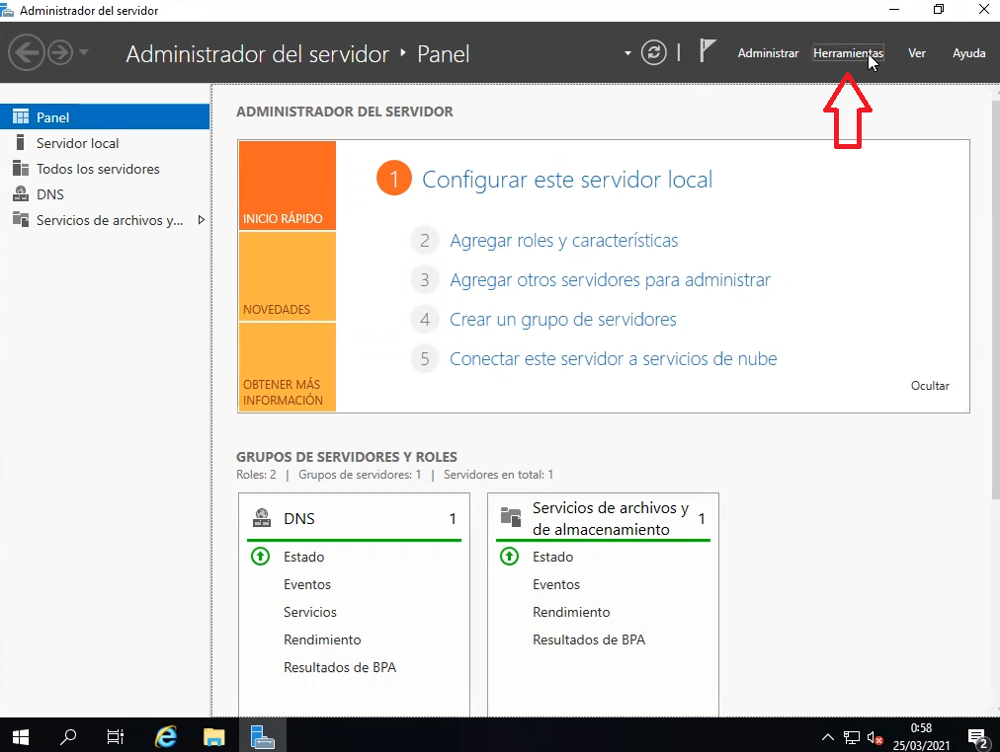 Administrador del servidor
Administrador del servidor ‣ Panel
Administrar Herramientas Ver Ayuda
Panel
Servidor local
Todos los servidores
DNS
Servicios de archivos y...
ADMINISTRADOR DEL SERVIDOR
INICIO RÁPIDO
NOVEDADES
OBTENER MÁS
INFORMACIÓN
1 Configurar este servidor local
2 Agregar roles y características
3 Agregar otros servidores para administrar
4 Crear un grupo de servidores
5 Conectar este servidor a servicios de nube
Ocultar
GRUPOS DE SERVIDORES Y ROLES
Roles: 2 | Grupos de servidores: 1 | Servidores en total: 1
DNS 1
Estado
Eventos
Servicios
Rendimiento
Resultados de BPA
Servicios de archivos y
de almacenamiento 1
Estado
Eventos
Rendimiento
Resultados de BPA
0:58
25/03/2021
2